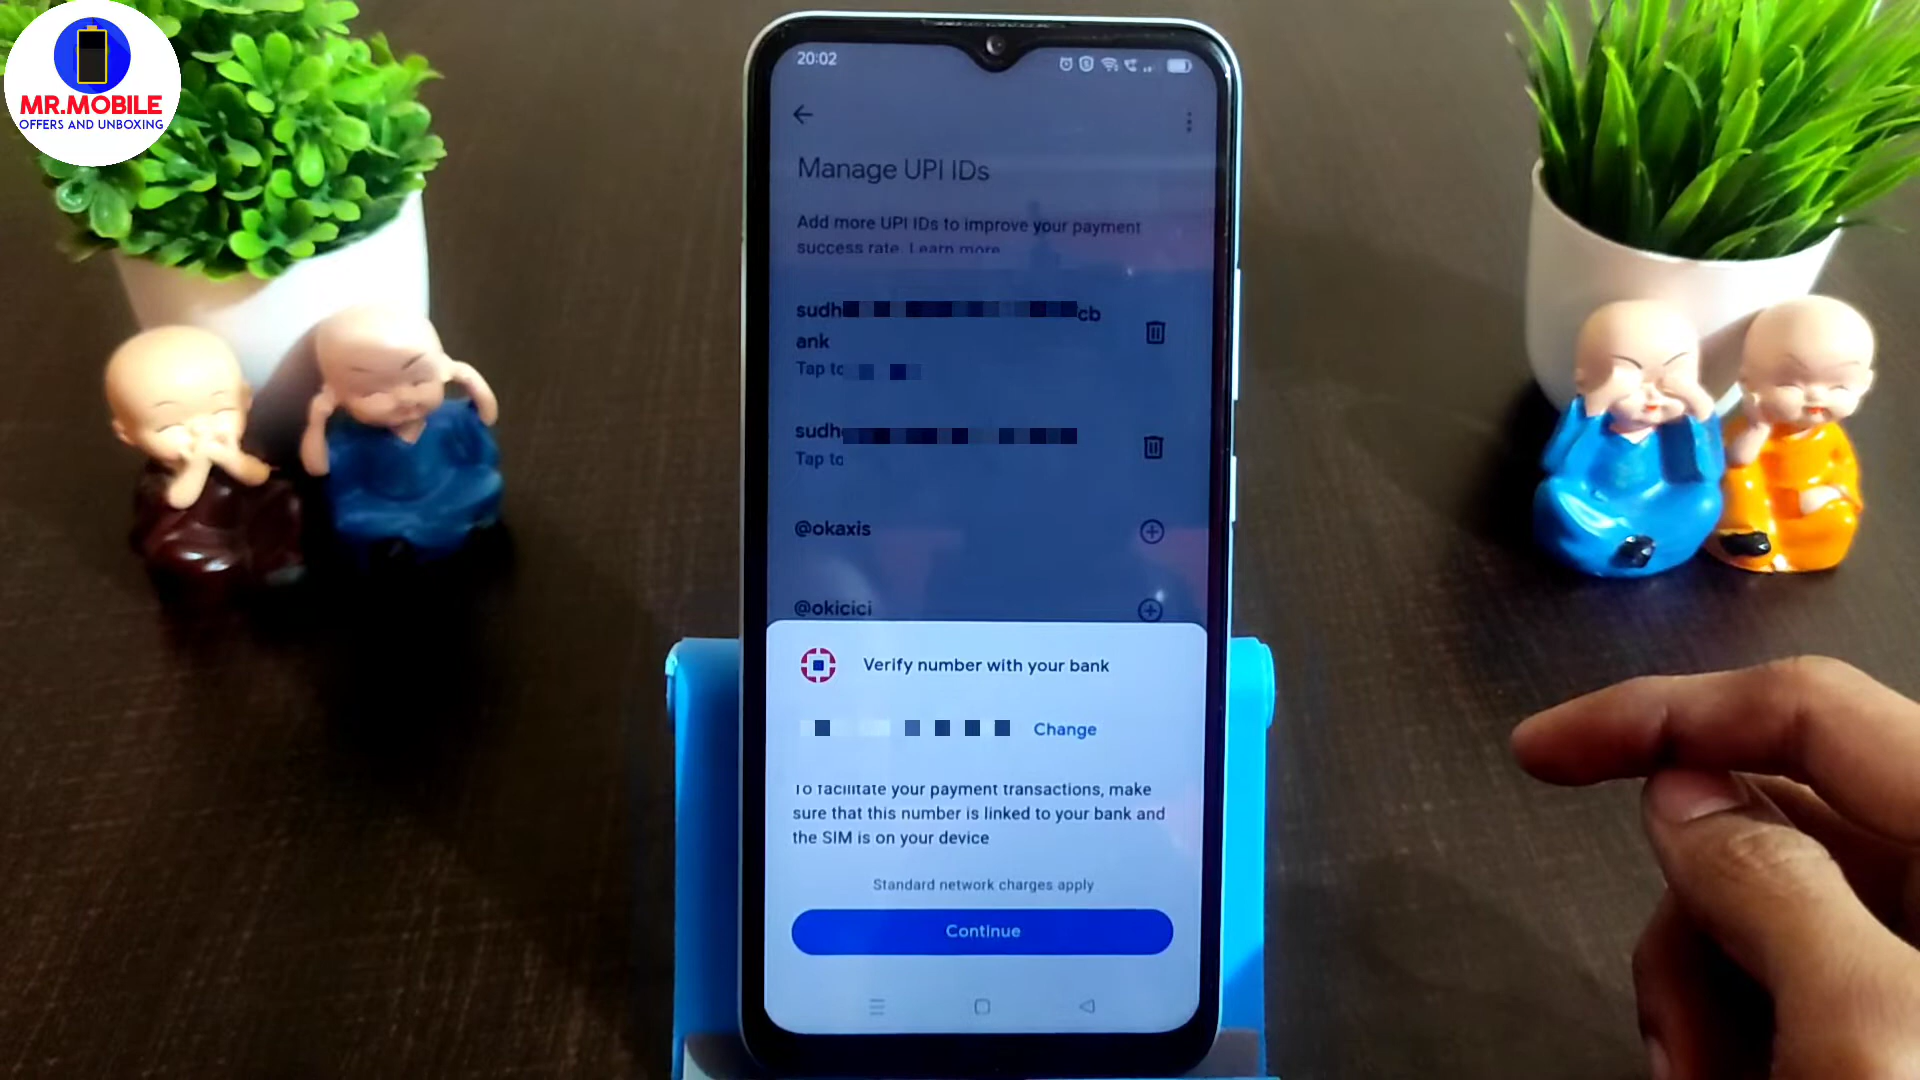 MR.MOBILE
OFFERS AND UNBOXING
20:02
Manage UPI IDs
Add more UPI IDs to improve your payment
success rate. Learn more
sudh cb
ank
Tap to
sudh
Tap to
@okaxis
@okicici
Verify number with your bank
Change
To facilitate your payment transactions, make
sure that this number is linked to your bank and
the SIM is on your device
Standard network charges apply
Continue